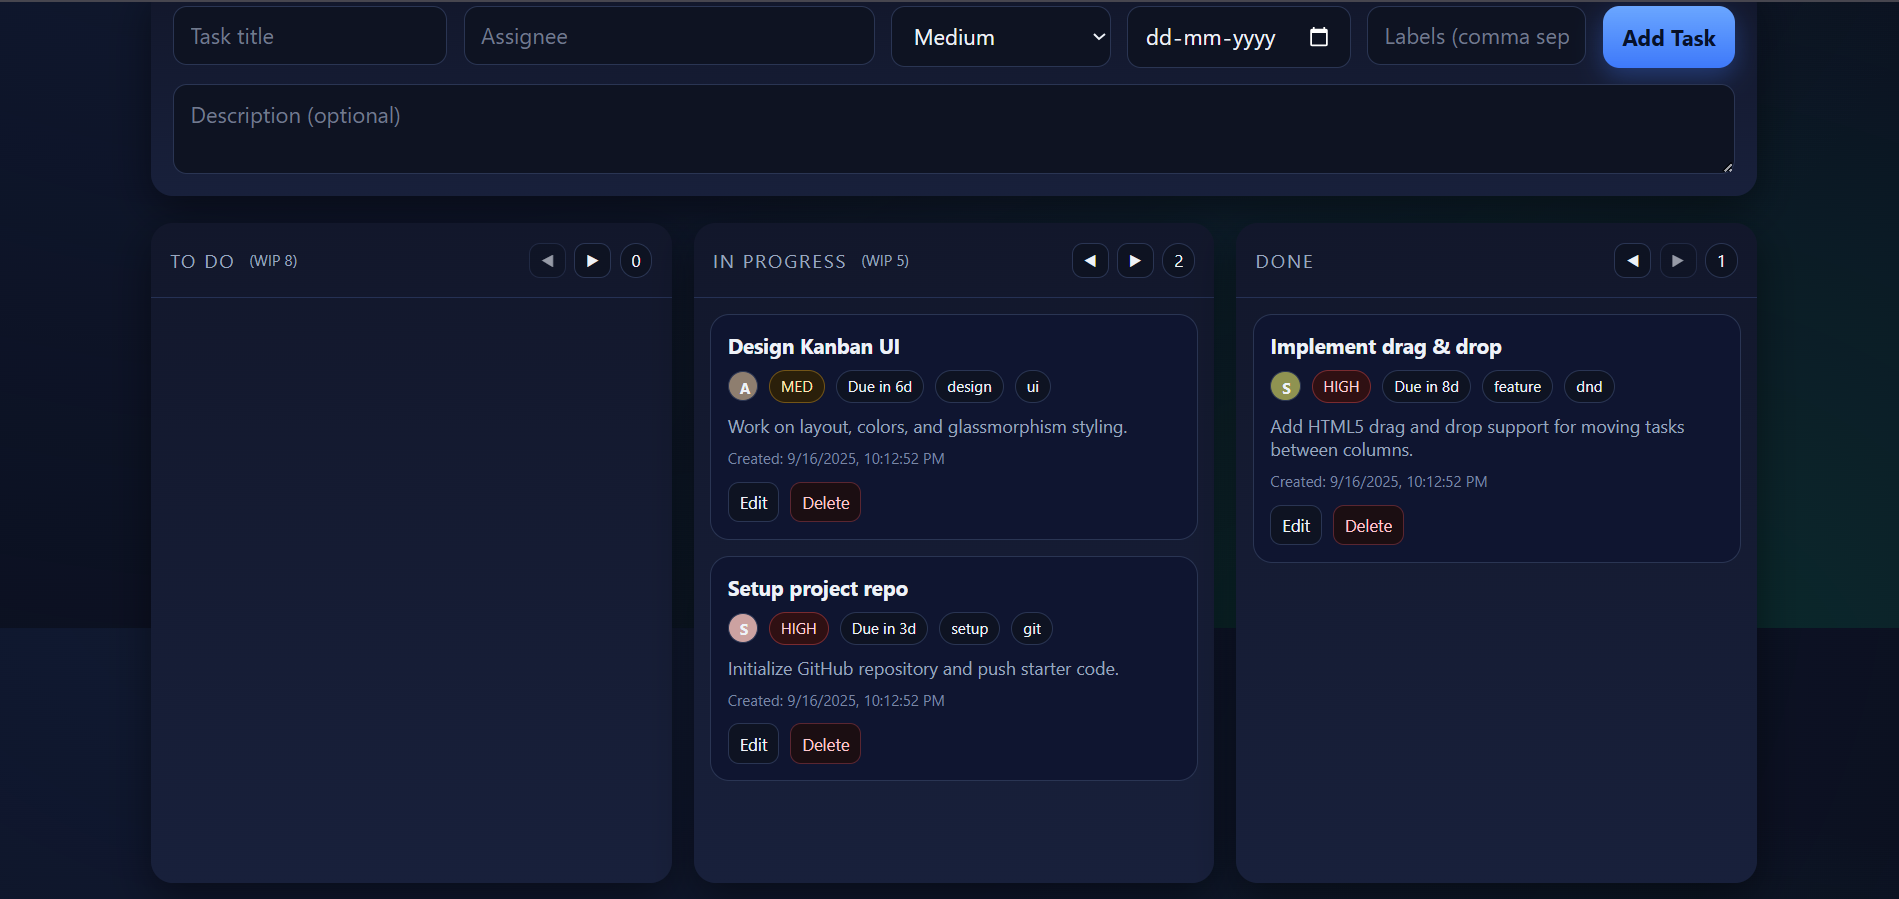 Task title
Assignee
Medium
dd-mm-yyyy
Labels (comma sep
Add Task
Description (optional)
TO DO (WIP 8)
◀ ▶ 0
IN PROGRESS (WIP 5)
◀ ▶ 2
DONE
◀ ▶ 1
Design Kanban UI
A MED Due in 6d design ui
Work on layout, colors, and glassmorphism styling.
Created: 9/16/2025, 10:12:52 PM
Edit Delete
Setup project repo
S HIGH Due in 3d setup git
Initialize GitHub repository and push starter code.
Created: 9/16/2025, 10:12:52 PM
Edit Delete
Implement drag & drop
S HIGH Due in 8d feature dnd
Add HTML5 drag and drop support for moving tasks
between columns.
Created: 9/16/2025, 10:12:52 PM
Edit Delete